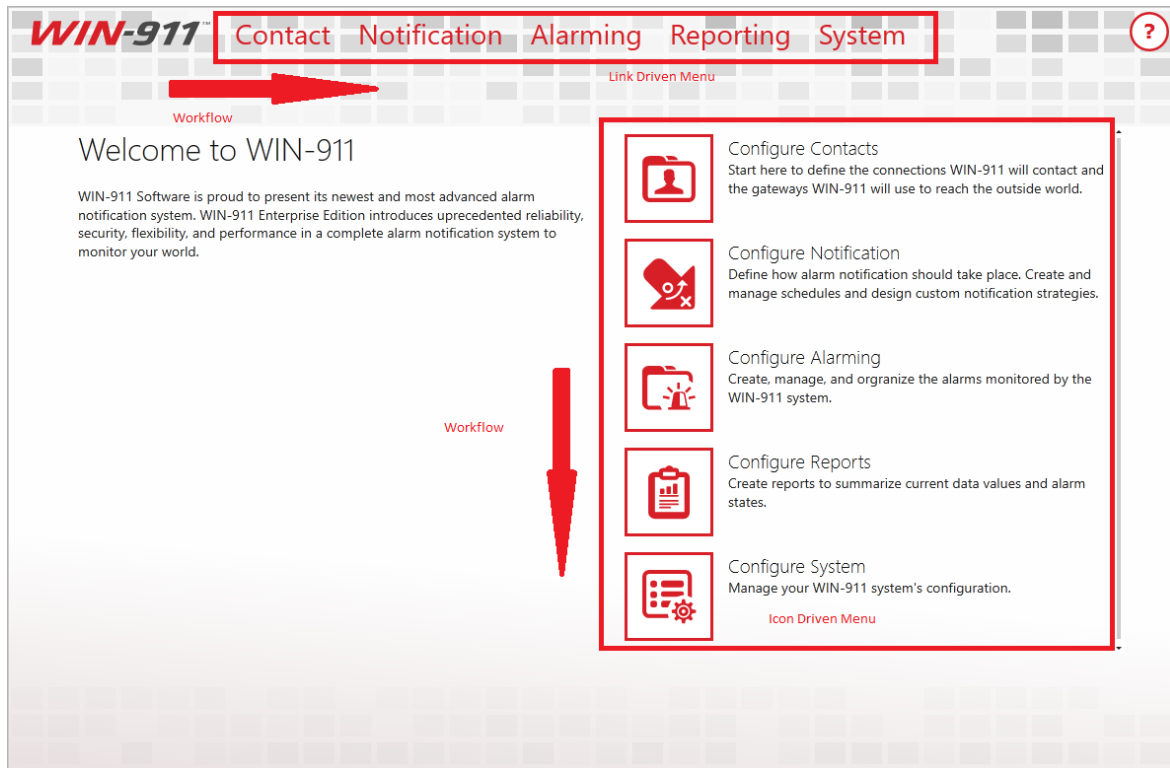 WIN-911™ Contact Notification Alarming Reporting System ?
Link Driven Menu
Workflow
Welcome to WIN-911
WIN-911 Software is proud to present its newest and most advanced alarm
notification system. WIN-911 Enterprise Edition introduces uprecedented reliability,
security, flexibility, and performance in a complete alarm notification system to
monitor your world.
Workflow
Configure Contacts
Start here to define the connections WIN-911 will contact and
the gateways WIN-911 will use to reach the outside world.
Configure Notification
Define how alarm notification should take place. Create and
manage schedules and design custom notification strategies.
Configure Alarming
Create, manage, and orgranize the alarms monitored by the
WIN-911 system.
Configure Reports
Create reports to summarize current data values and alarm
states.
Configure System
Manage your WIN-911 system's configuration.
Icon Driven Menu